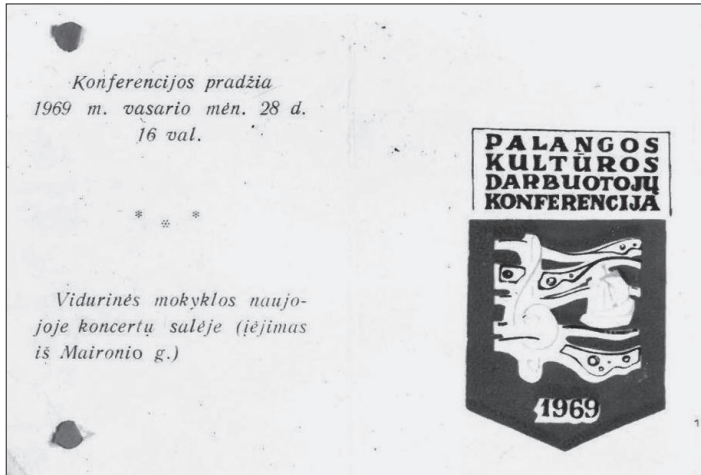 Konferencijos pradžia
1969 m. vasario mėn. 28 d.
16 val.
* * *
Vidurinės mokyklos naujo-
joje koncertų salėje (įėjimas
iš Maironio g.)
PALANGOS
KULTŪROS
DARBUOTOJŲ
KONFERENCIJA
1969
1